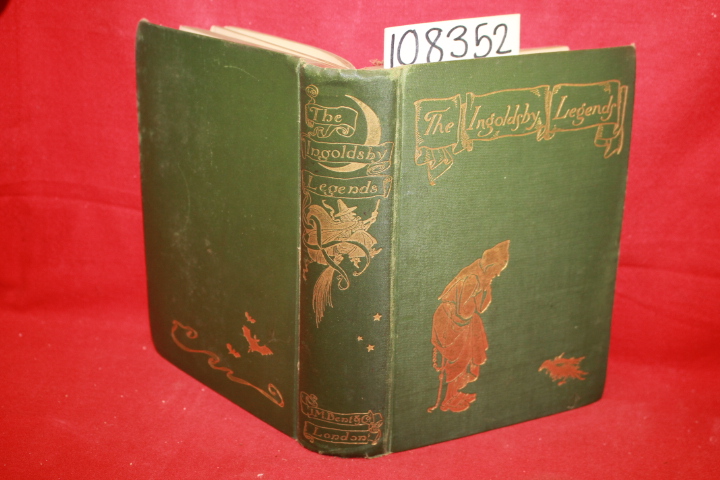 108352
The
Ingoldsby
Legends
J.M. Dent & Co.
London
The Ingoldsby Legends